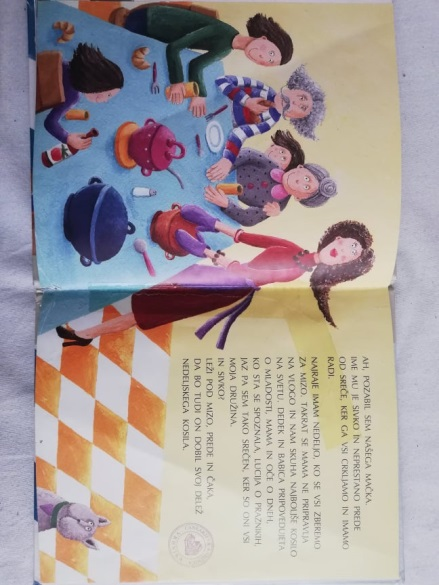 AH, POZABIL SEM NAŠEGA MAČKA.
IME MU JE SIVKO IN NEPRESTANO PREDE
OD SREČE, KER GA VSI CRKLJAMO IN IMAMO
RADI.
NAJRAJE IMAM NEDELJO, KO SE VSI ZBEREMO
ZA MIZO. TAKRAT SE MAMA NE PRIPRAVLJA
NA VLOGO IN NAM SKUHA NAJBOLJŠE KOSILO
NA SVETU. DEDEK IN BABICA PRIPOVEDUJETA
O MLADOSTI, MAMA IN OČE O DNEH,
KO STA SE SPOZNALA, LUCIJA O PRAZNIKIH,
JAZ PA SEM TAKO SREČEN, KER SO ONI VSI
MOJA DRUŽINA.
IN SIVKO?
LEŽI POD MIZO, PREDE IN ČAKA,
DA BO TUDI ON DOBIL SVOJ DELEŽ
NEDELJSKEGA KOSILA.